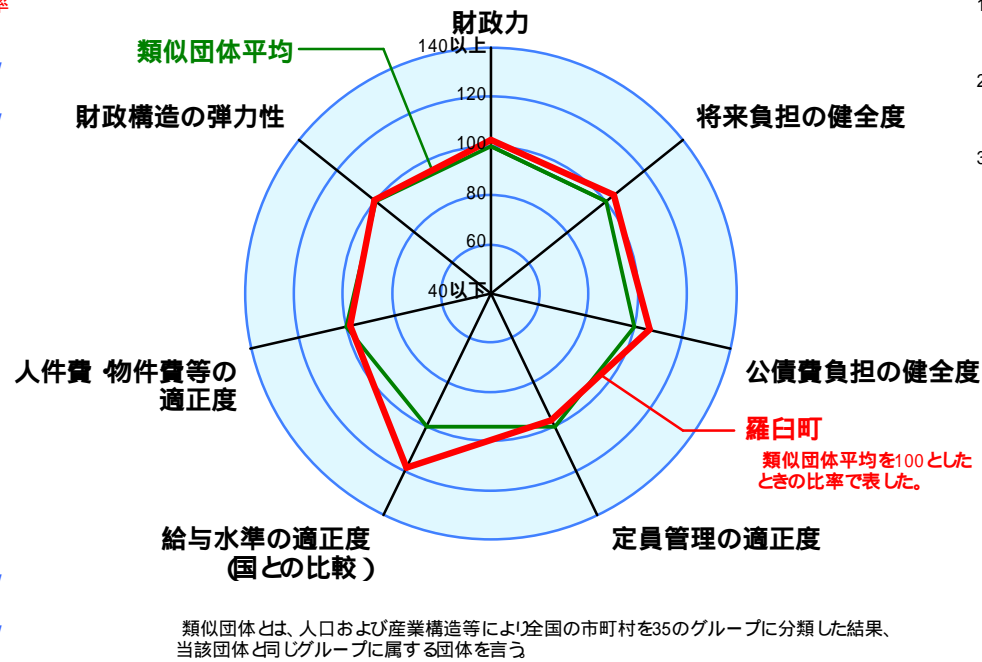 率
財政力
類似団体平均
140以上
120
100
80
60
40以下
財政構造の弾力性
将来負担の健全度
人件費・物件費等の
適正度
公債費負担の健全度
羅臼町
類似団体平均を100とした
ときの比率で表した。
給与水準の適正度
(国との比較)
定員管理の適正度
類似団体とは、人口および産業構造等により全国の市町村を35のグループに分類した結果、
当該団体と同じグループに属する団体を言う